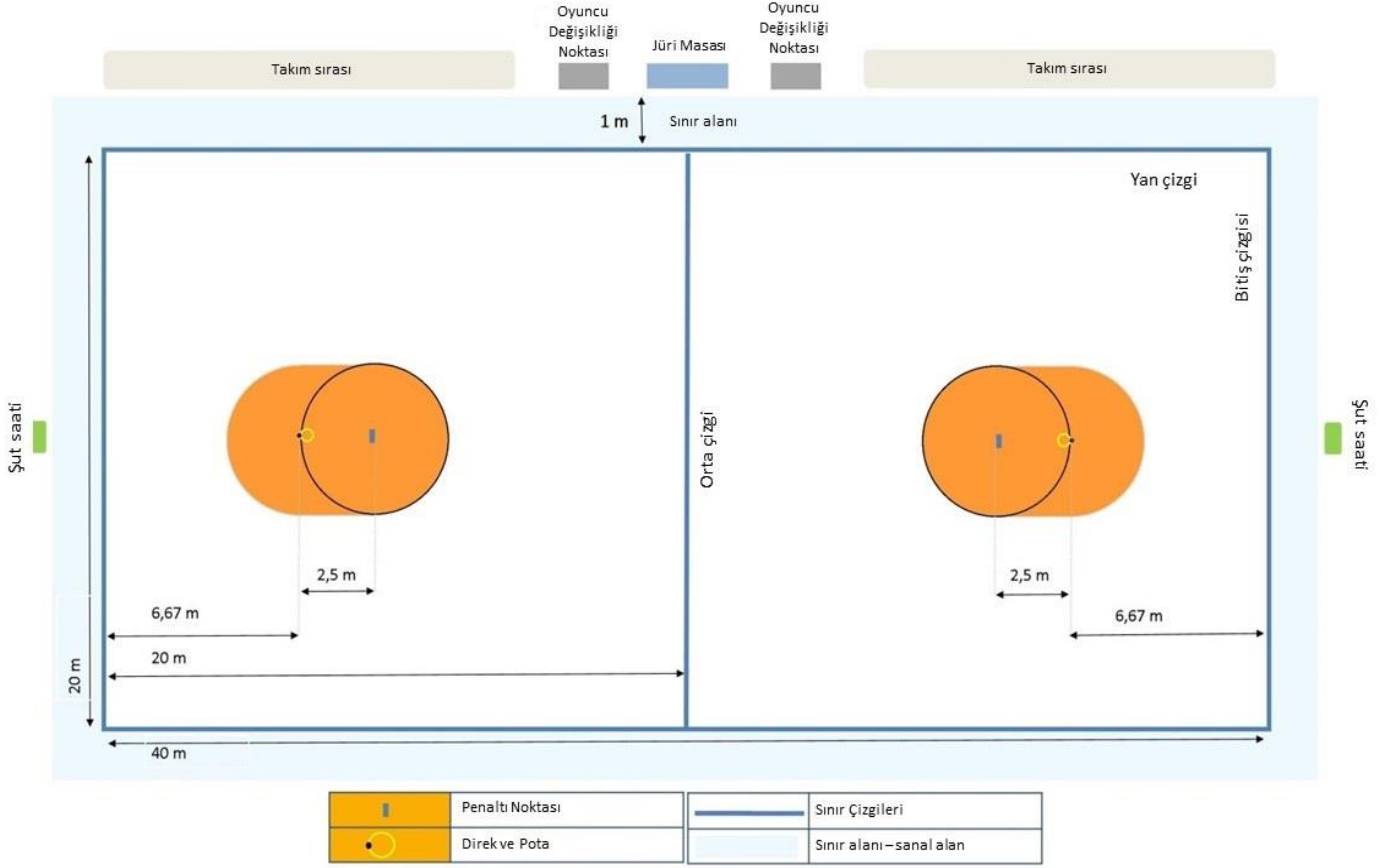 Oyuncu
Değişikliği
Noktası
Jüri Masası
Oyuncu
Değişikliği
Noktası
Takım sırası
Takım sırası
1 m
Sınır alanı
Yan çizgi
Bitiş çizgisi
Orta çizgi
Şut saati
Şut saati
2,5 m
2,5 m
6,67 m
6,67 m
20 m
20 m
40 m
Penaltı Noktası
Sınır Çizgileri
Direk ve Pota
Sınır alanı – sanal alan